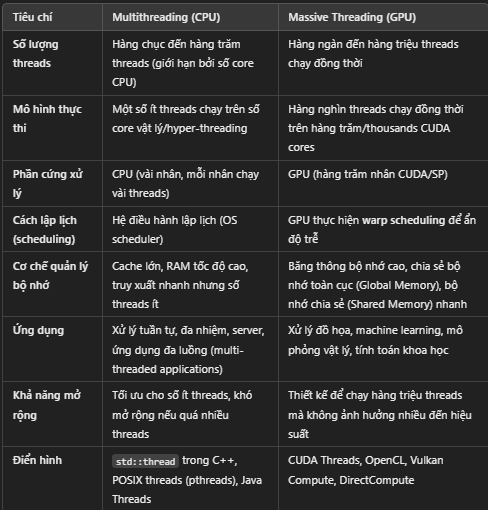 Tiêu chí
Multithreading (CPU)
Massive Threading (GPU)
Số lượng
threads
Hàng chục đến hàng trăm
threads (giới hạn bởi số core
CPU)
Hàng ngàn đến hàng triệu threads
chạy đồng thời
Mô hình thực
thi
Một số ít threads chạy trên số
core vật lý/hyper-threading
Hàng nghìn threads chạy đồng thời
trên hàng trăm/thousands CUDA
cores
Phần cứng xử
lý
CPU (vài nhân, mỗi nhân chạy
vài threads)
GPU (hàng trăm nhân CUDA/SP)
Cách lập lịch
(scheduling)
Hệ điều hành lập lịch (OS
scheduler)
GPU thực hiện warp scheduling để ẩn
độ trễ
Cơ chế quản lý
bộ nhớ
Cache lớn, RAM tốc độ cao,
truy xuất nhanh nhưng số
threads ít
Băng thông bộ nhớ cao, chia sẻ bộ
nhớ toàn cục (Global Memory), bộ
nhớ chia sẻ (Shared Memory) nhanh
Ứng dụng
Xử lý tuần tự, đa nhiệm, server,
ứng dụng đa luồng (multi-
threaded applications)
Xử lý đồ họa, machine learning, mô
phỏng vật lý, tính toán khoa học
Khả năng mở
rộng
Tối ưu cho số ít threads, khó
mở rộng nếu quá nhiều
threads
Thiết kế để chạy hàng triệu threads
mà không ảnh hưởng nhiều đến hiệu
suất
Điển hình
std::thread trong C++,
POSIX threads (pthreads), Java
Threads
CUDA Threads, OpenCL, Vulkan
Compute, DirectCompute